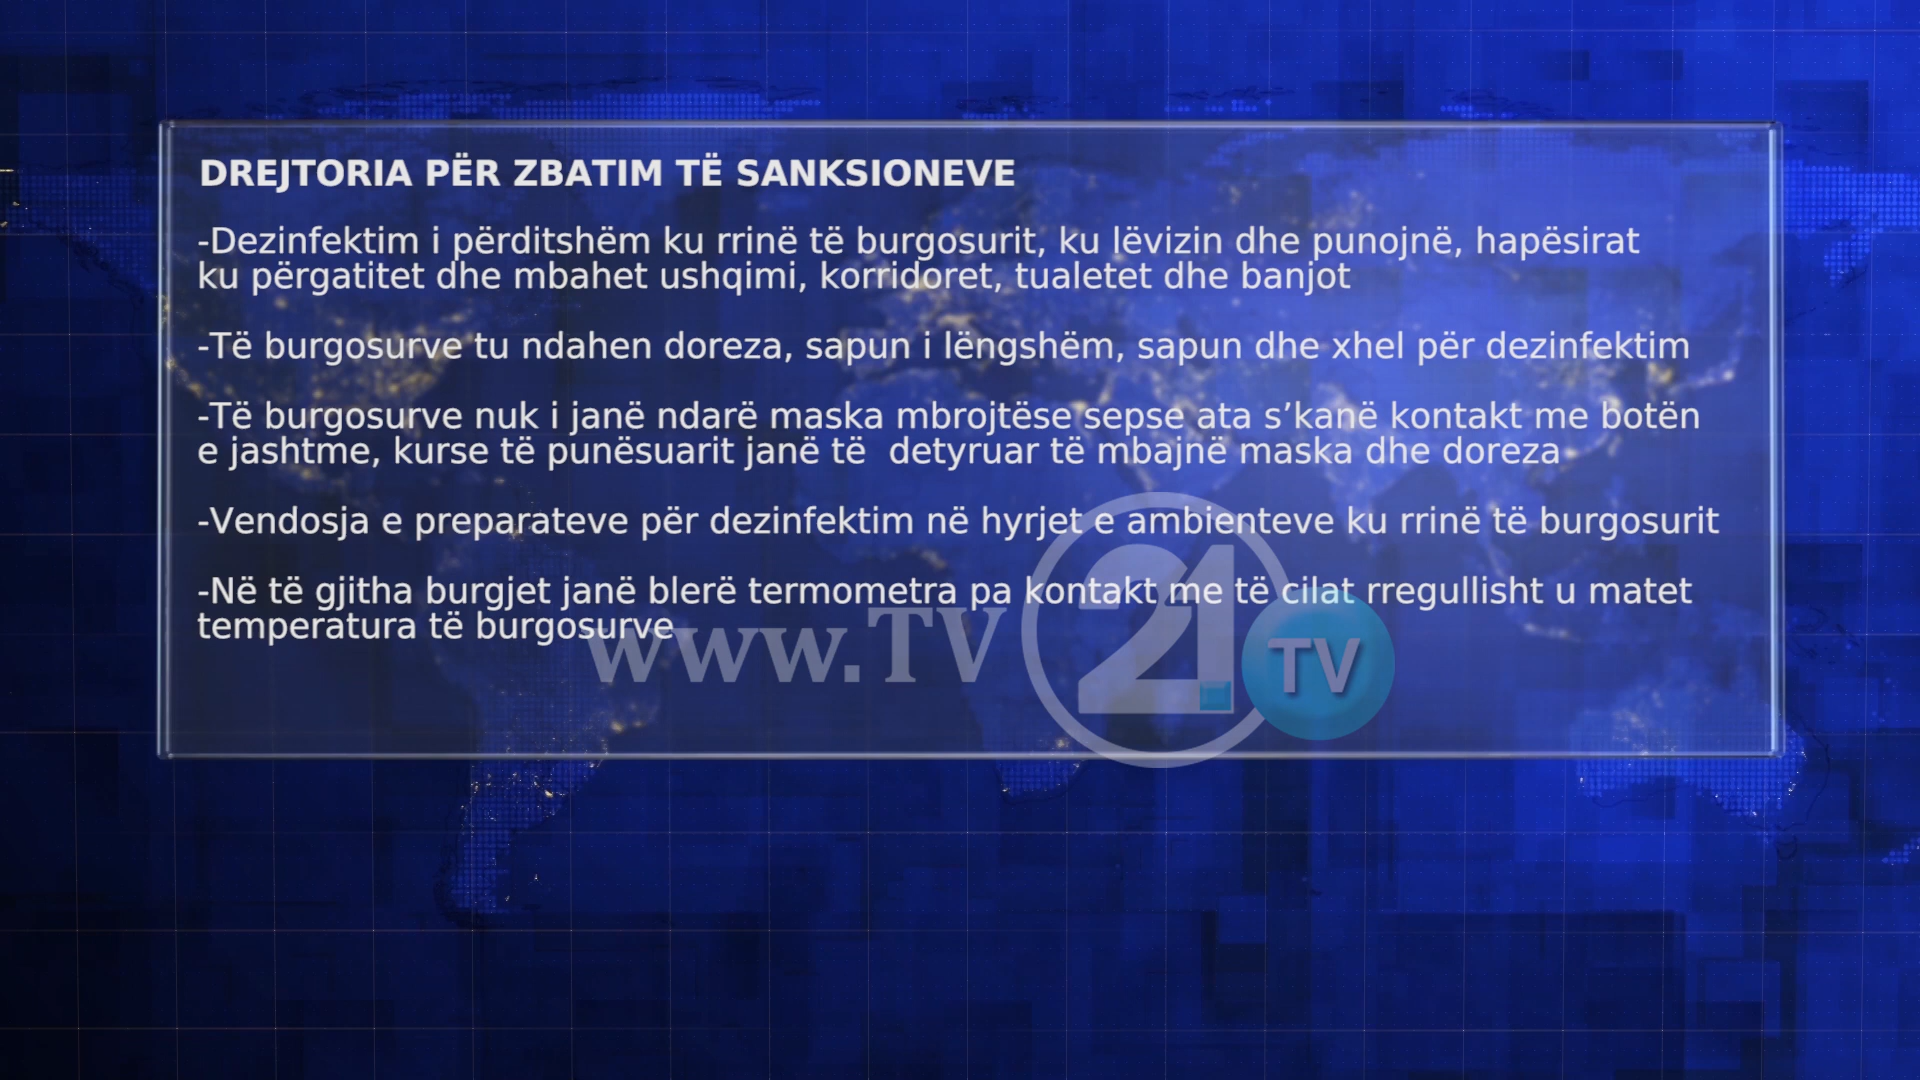 DREJTORIA PËR ZBATIM TË SANKSIONEVE
-Dezinfektim i përditshëm ku rrinë të burgosurit, ku lëvizin dhe punojnë, hapësirat
ku përgatitet dhe mbahet ushqimi, korridoret, tualetet dhe banjot
-Të burgosurve tu ndahen doreza, sapun i lëngshëm, sapun dhe xhel për dezinfektim
-Të burgosurve nuk i janë ndarë maska mbrojtëse sepse ata s’kanë kontakt me botën
e jashtme, kurse të punësuarit janë të  detyruar të mbajnë maska dhe doreza
-Vendosja e preparateve për dezinfektim në hyrjet e ambienteve ku rrinë të burgosurit
-Në të gjitha burgjet janë blerë termometra pa kontakt me të cilat rregullisht u matet
temperatura të burgosurve
www.TV 21.TV